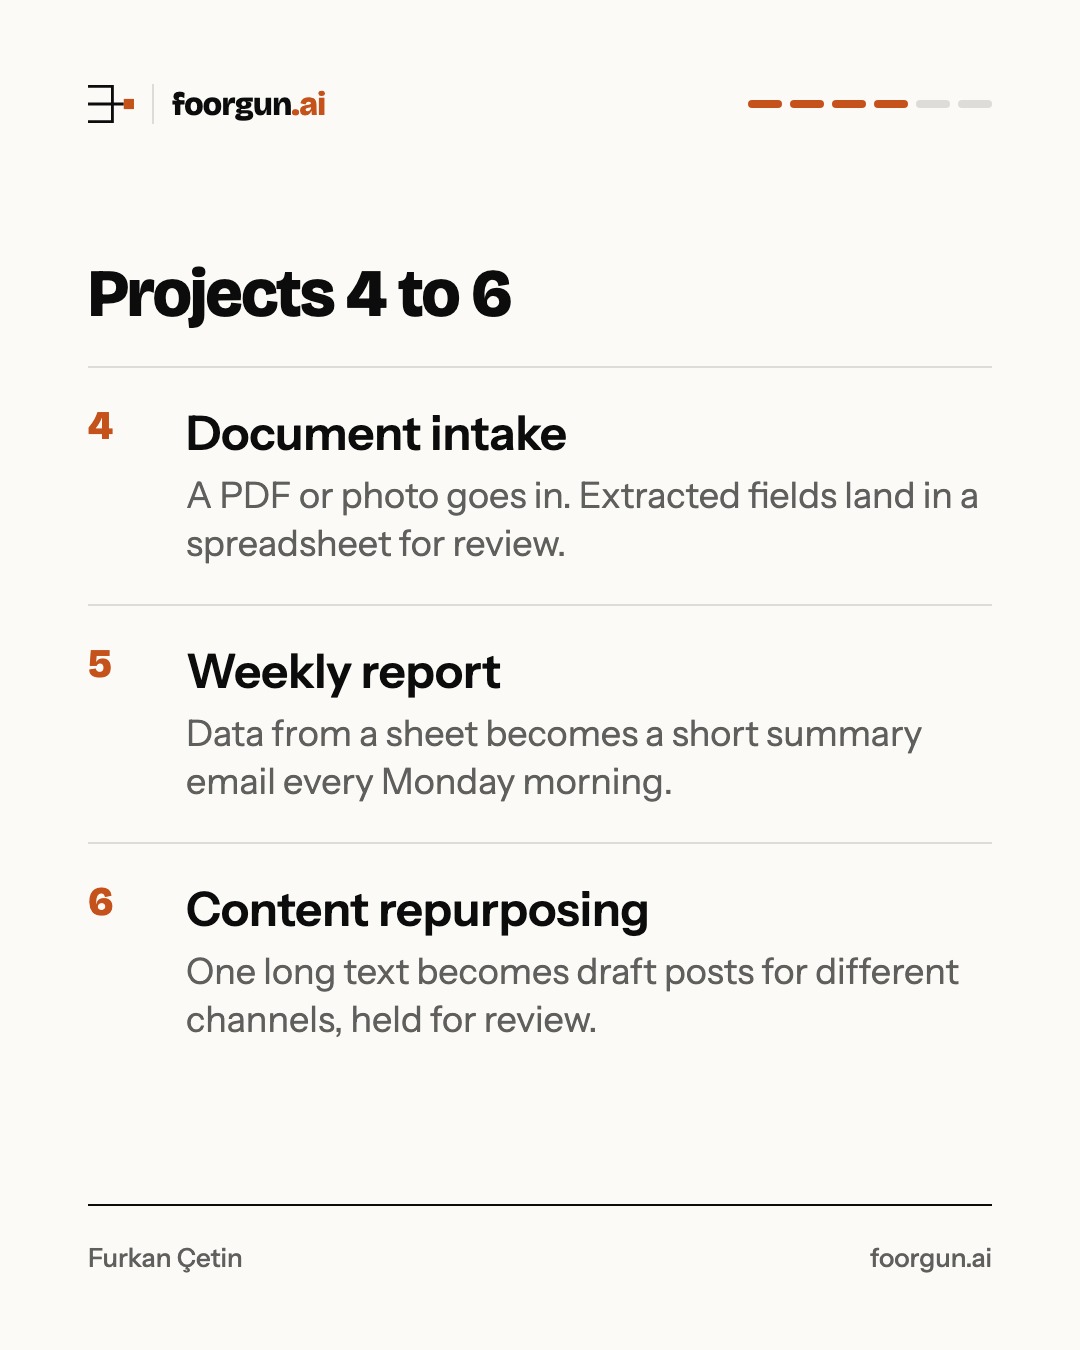 foorgun.ai
Projects 4 to 6
4
Document intake
A PDF or photo goes in. Extracted fields land in a
spreadsheet for review.
5
Weekly report
Data from a sheet becomes a short summary
email every Monday morning.
6
Content repurposing
One long text becomes draft posts for different
channels, held for review.
Furkan Çetin
foorgun.ai